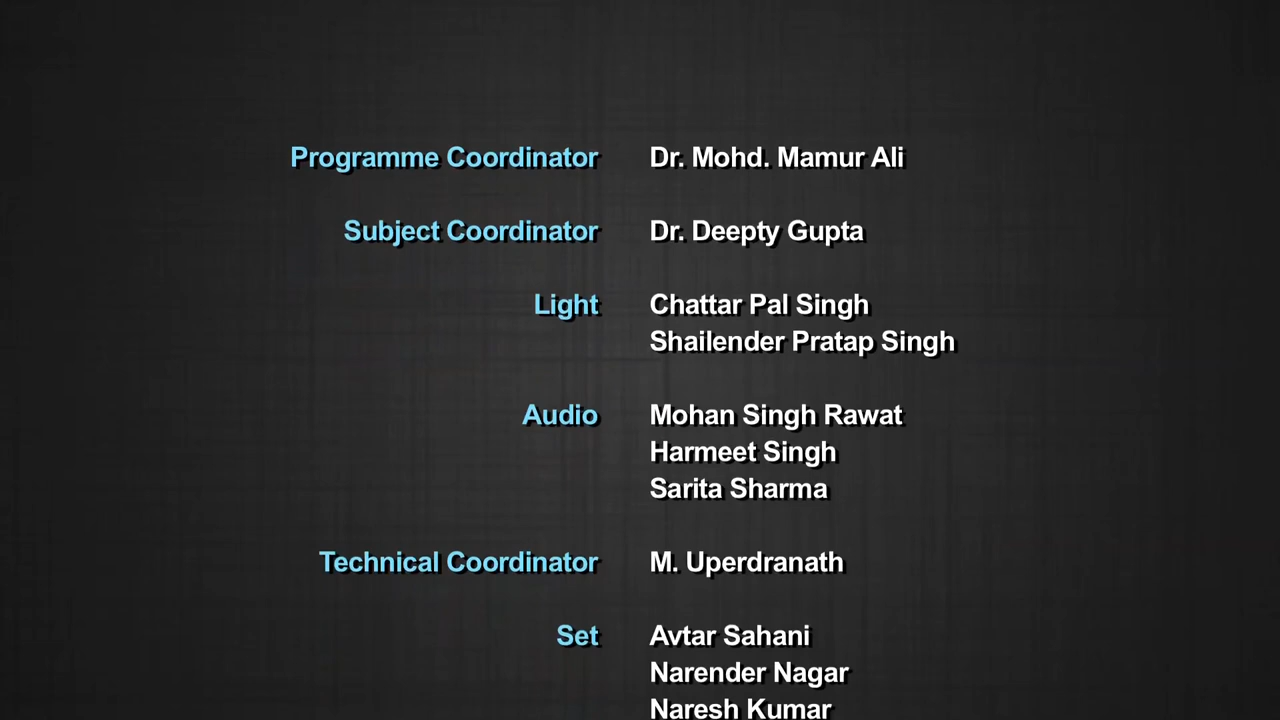 Programme Coordinator Dr. Mohd. Mamur Ali
Subject Coordinator Dr. Deepty Gupta
Light Chattar Pal Singh
Shailender Pratap Singh
Audio Mohan Singh Rawat
Harmeet Singh
Sarita Sharma
Technical Coordinator M. Uperdranath
Set Avtar Sahani
Narender Nagar
Naresh Kumar